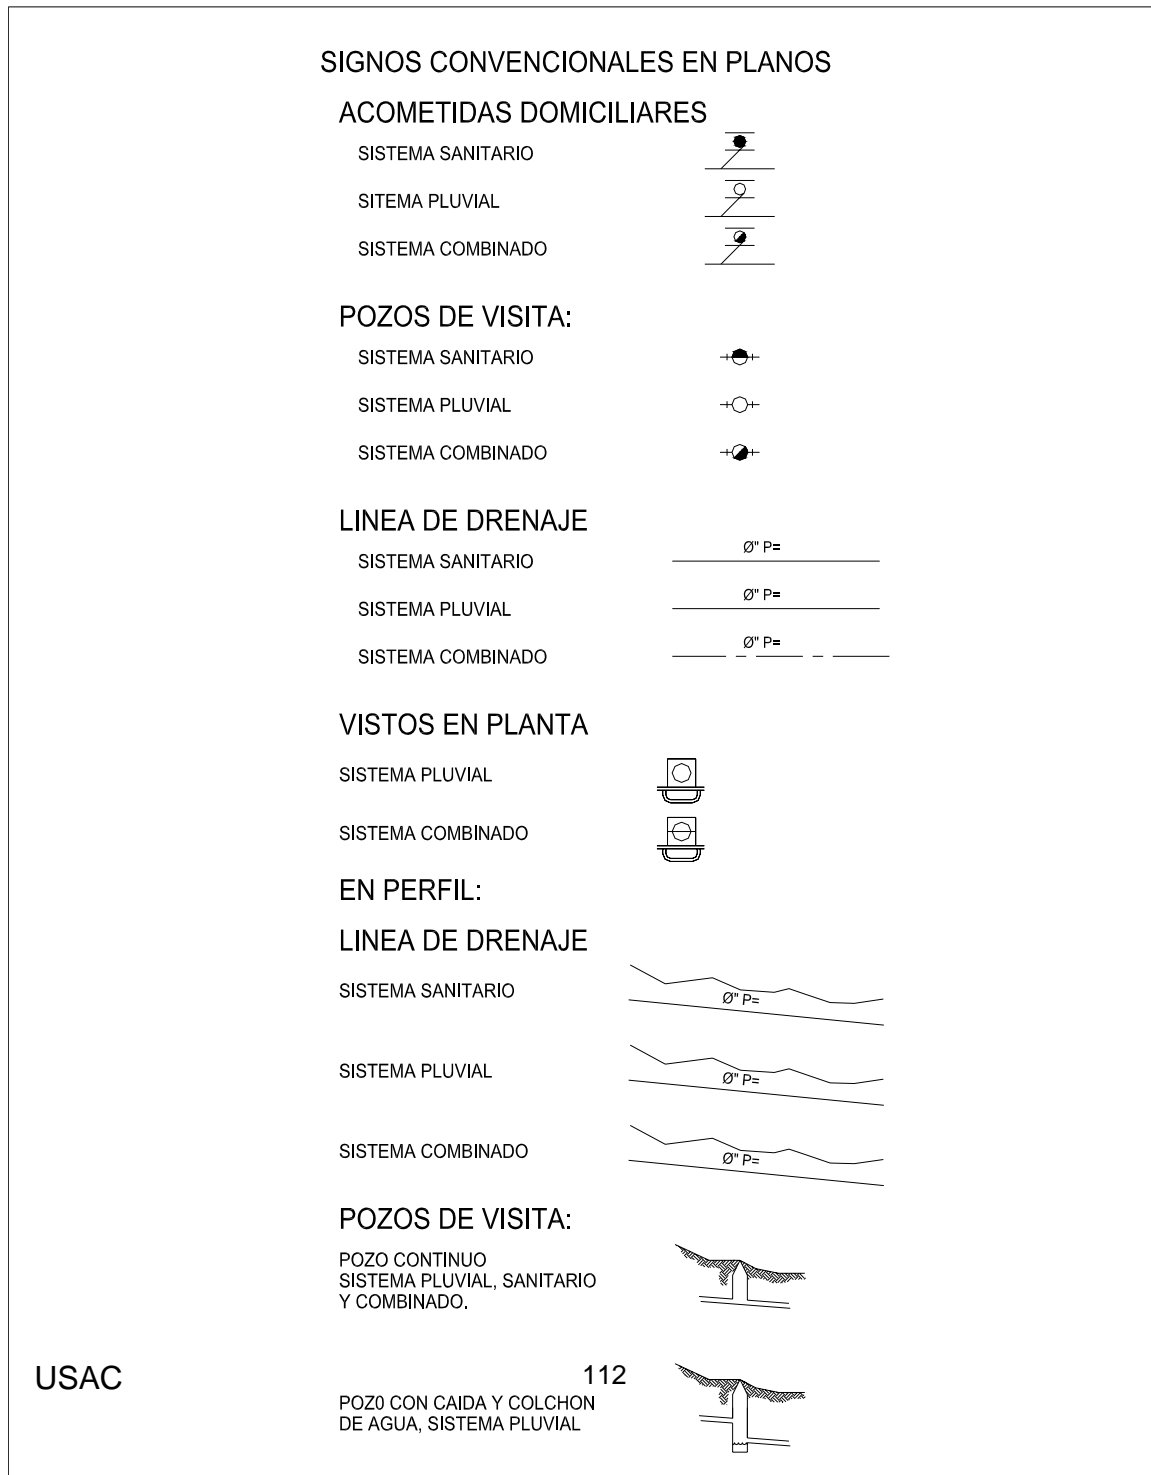 SIGNOS CONVENCIONALES EN PLANOS
ACOMETIDAS DOMICILIARES
SISTEMA SANITARIO
SITEMA PLUVIAL
SISTEMA COMBINADO
POZOS DE VISITA:
SISTEMA SANITARIO
SISTEMA PLUVIAL
SISTEMA COMBINADO
LINEA DE DRENAJE
SISTEMA SANITARIO
Ø" P=
SISTEMA PLUVIAL
Ø" P=
SISTEMA COMBINADO
Ø" P=
VISTOS EN PLANTA
SISTEMA PLUVIAL
SISTEMA COMBINADO
EN PERFIL:
LINEA DE DRENAJE
SISTEMA SANITARIO
Ø" P=
SISTEMA PLUVIAL
Ø" P=
SISTEMA COMBINADO
Ø" P=
POZOS DE VISITA:
POZO CONTINUO
SISTEMA PLUVIAL, SANITARIO
Y COMBINADO.
POZ0 CON CAIDA Y COLCHON
DE AGUA, SISTEMA PLUVIAL
USAC
112